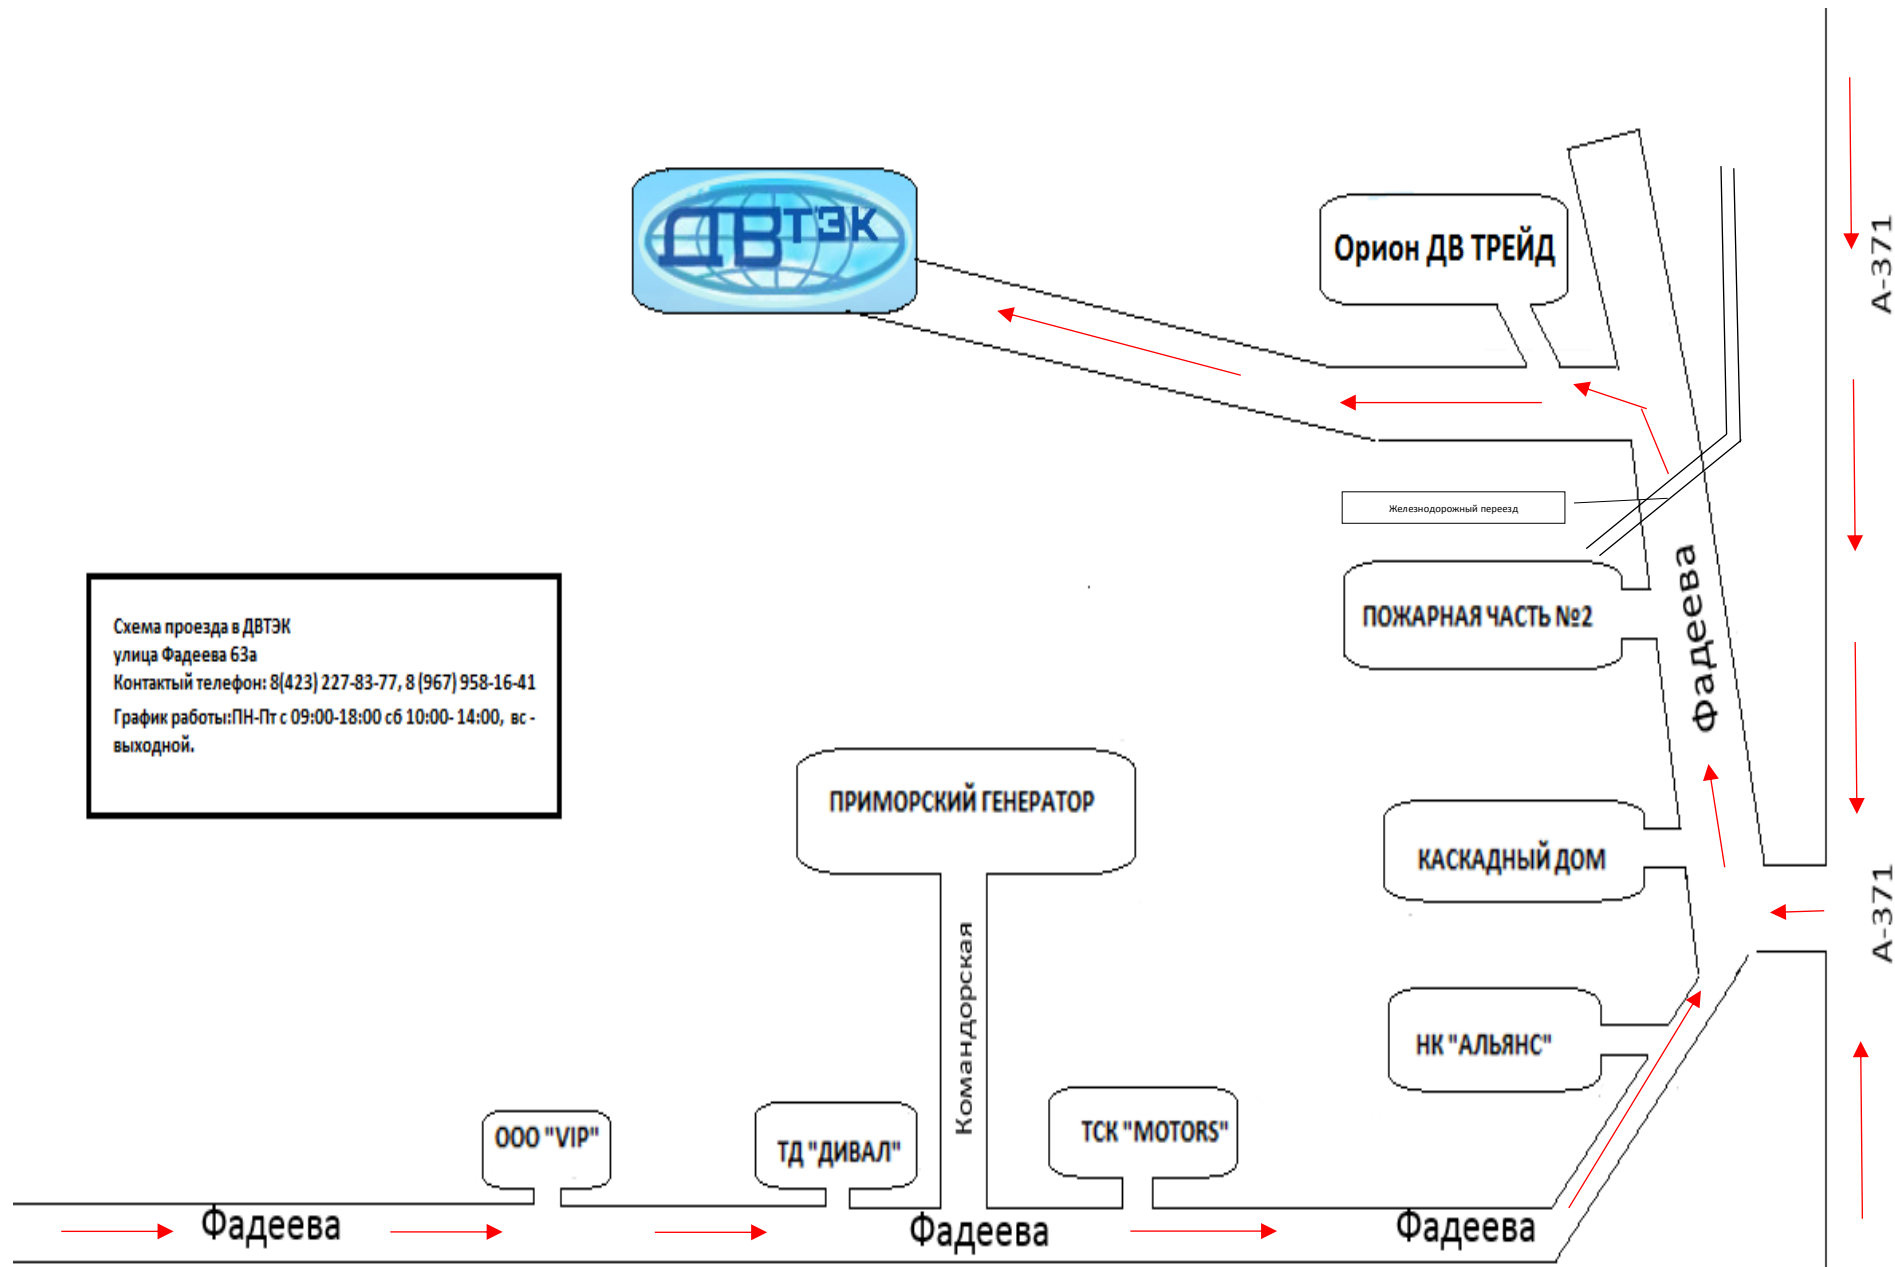 А-371
ДВТЭК
Орион ДВ ТРЕЙД
Железнодорожный переезд
Фадеева
ПОЖАРНАЯ ЧАСТЬ №2
Схема проезда в ДВТЭК
улица Фадеева 63а
Контактый телефон: 8(423) 227-83-77, 8 (967) 958-16-41
График работы:ПН-Пт с 09:00-18:00 сб 10:00- 14:00, вс -
выходной.
ПРИМОРСКИЙ ГЕНЕРАТОР
КАСКАДНЫЙ ДОМ
А-371
Командорская
НК "АЛЬЯНС"
ООО "VIP"
ТД "ДИВАЛ"
ТСК "MOTORS"
Фадеева
Фадеева
Фадеева